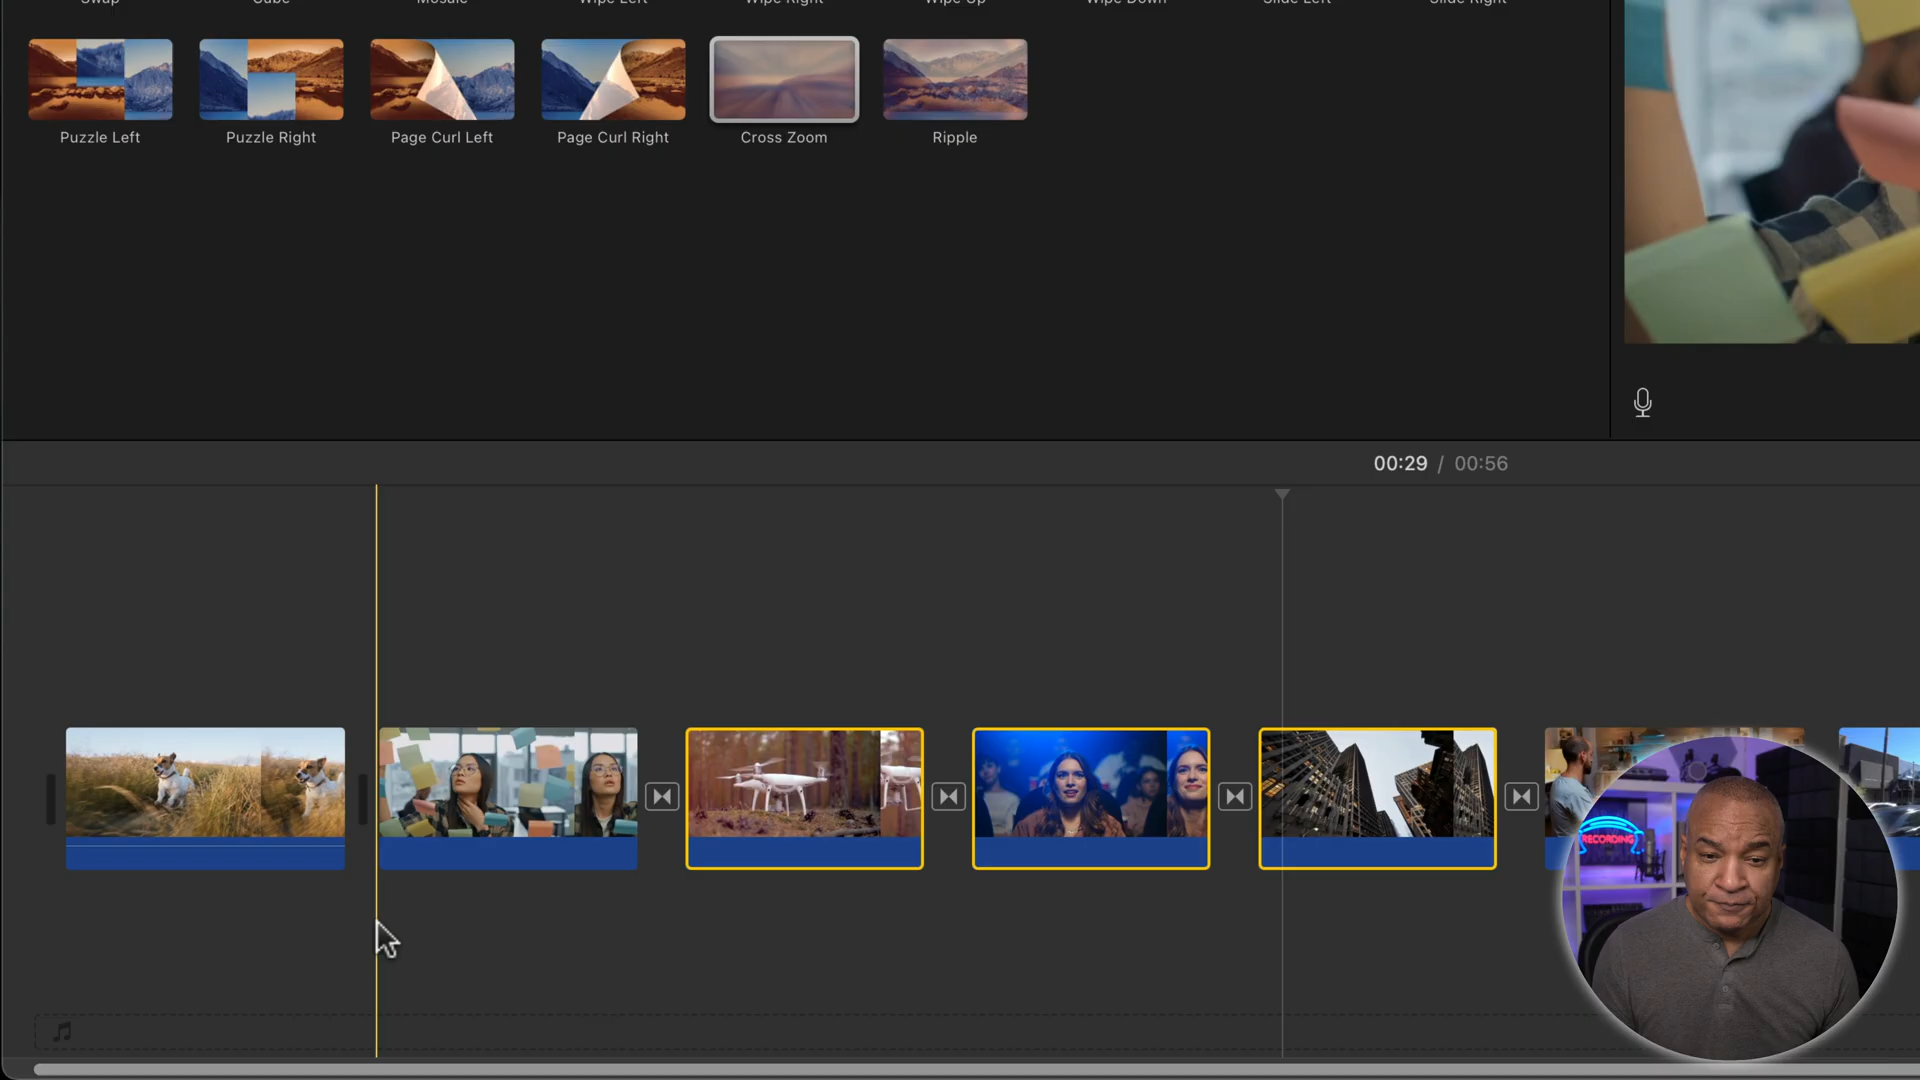 Swap Cube Mosaic Wipe Left Wipe Right Wipe Up Wipe Down Slide Left Slide Right
Puzzle Left Puzzle Right Page Curl Left Page Curl Right Cross Zoom Ripple
00:29 / 00:56
RECORDING